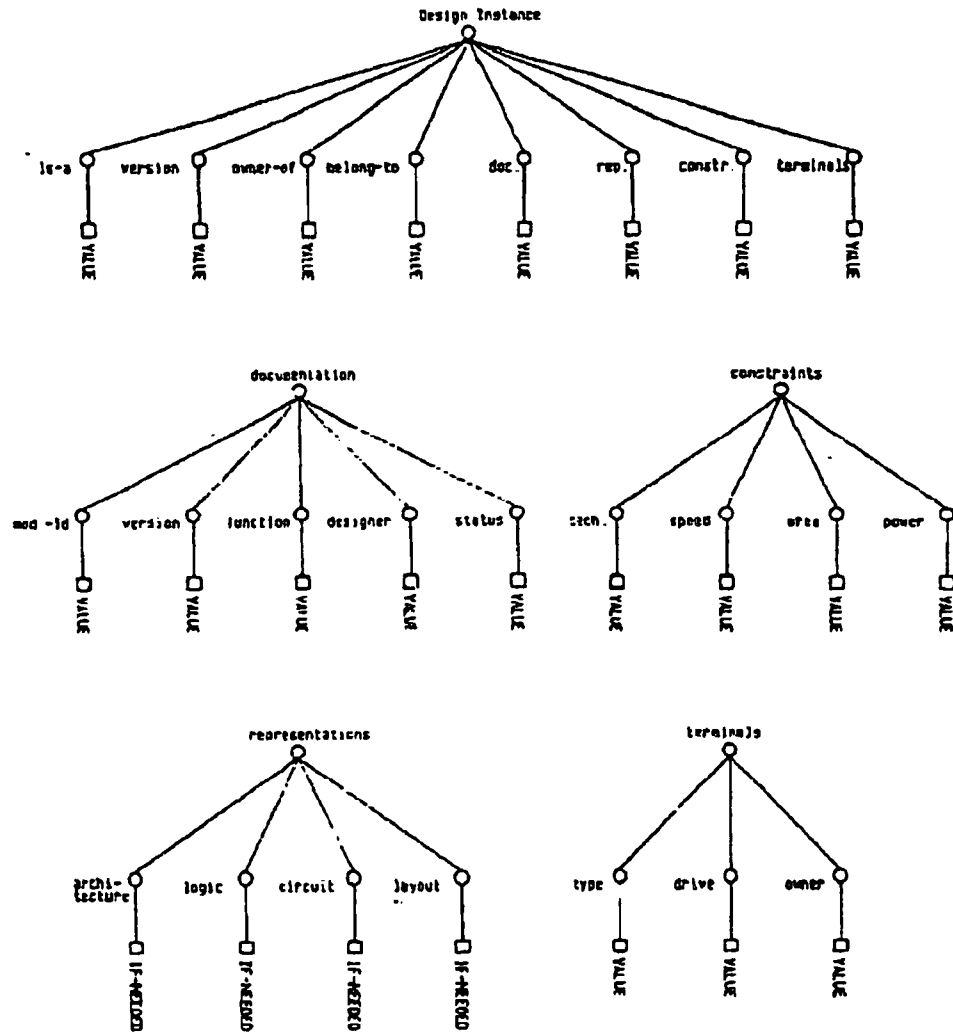 Design Instance
is-a version owner-of belong-to doc. rep. constr. terminals
VALUE VALUE VALUE VALUE VALUE VALUE VALUE VALUE
documentation constraints
mod-id version function designer status tech. speed area power
VALUE VALUE VALUE VALUE VALUE VALUE VALUE VALUE VALUE
representations terminals
archi-
tecture logic circuit layout type drive owner
IF-NEEDED IF-NEEDED IF-NEEDED IF-NEEDED VALUE VALUE VALUE